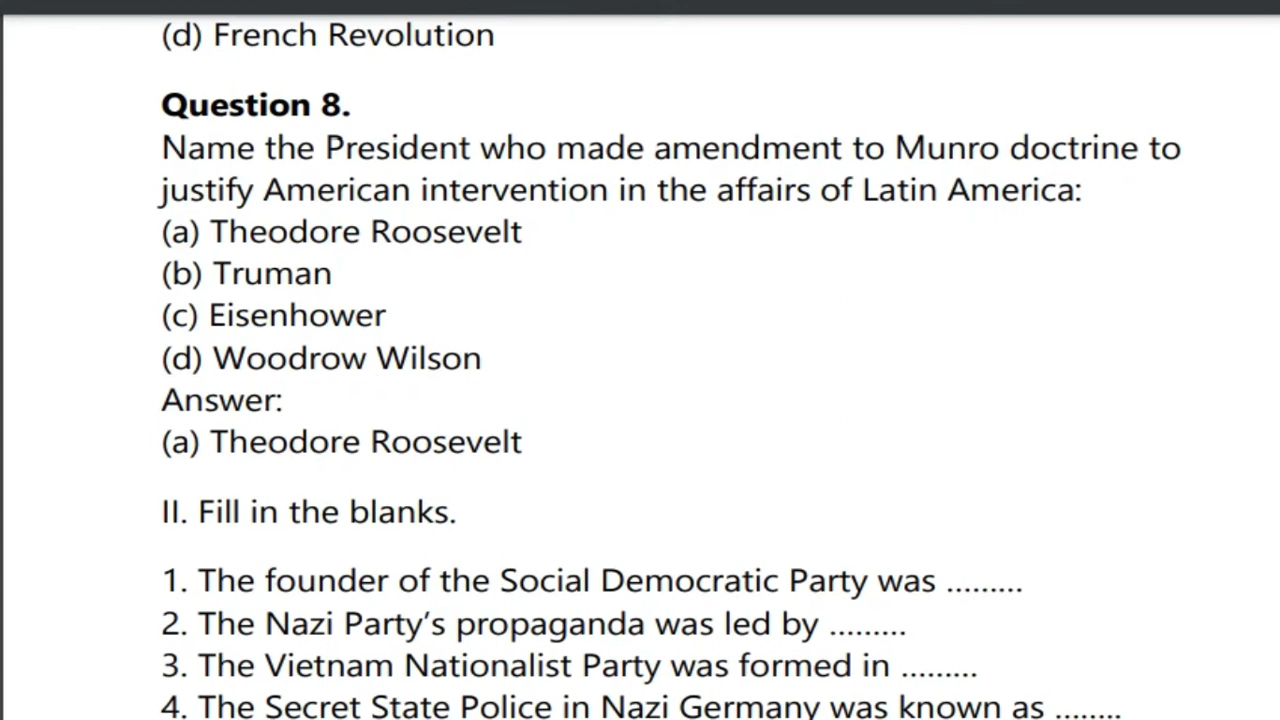 (d) French Revolution
Question 8.
Name the President who made amendment to Munro doctrine to
justify American intervention in the affairs of Latin America:
(a) Theodore Roosevelt
(b) Truman
(c) Eisenhower
(d) Woodrow Wilson
Answer:
(a) Theodore Roosevelt
II. Fill in the blanks.
1. The founder of the Social Democratic Party was .........
2. The Nazi Party’s propaganda was led by .........
3. The Vietnam Nationalist Party was formed in .........
4. The Secret State Police in Nazi Germany was known as ........